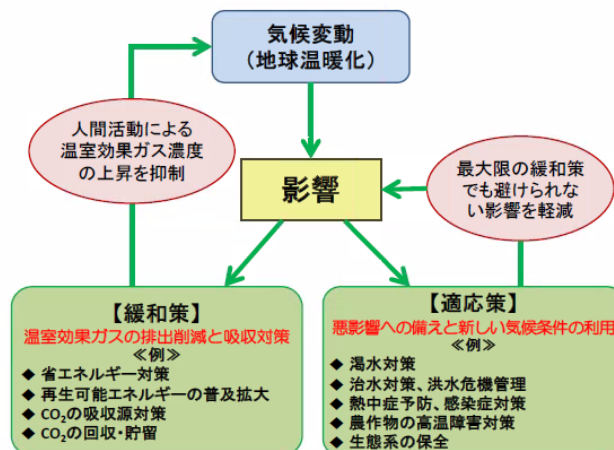 気候変動
（地球温暖化）
人間活動による
温室効果ガス濃度
の上昇を抑制
影響
最大限の緩和策
でも避けられな
い影響を軽減
【緩和策】
温室効果ガスの排出削減と吸収対策
≪例≫
◆ 省エネルギー対策
◆ 再生可能エネルギーの普及拡大
◆ CO₂の吸収源対策
◆ CO₂の回収・貯留
【適応策】
悪影響への備えと新しい気候条件の利用
≪例≫
◆ 渇水対策
◆ 治水対策、洪水危機管理
◆ 熱中症予防、感染症対策
◆ 農作物の高温障害対策
◆ 生態系の保全